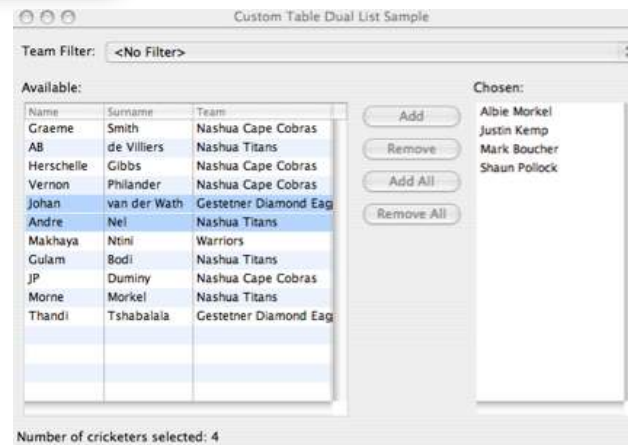 Custom Table Dual List Sample
Team Filter: <No Filter>
Available:
Name Surname Team
Graeme Smith Nashua Cape Cobras
AB de Villiers Nashua Titans
Herschelle Gibbs Nashua Cape Cobras
Vernon Philander Nashua Cape Cobras
Johan van der Wath Gestetner Diamond Eag
Andre Nel Nashua Titans
Makhaya Ntini Warriors
Gulam Bodi Nashua Titans
JP Duminy Nashua Cape Cobras
Morne Morkel Nashua Titans
Thandi Tshabalala Gestetner Diamond Eag
Add
Remove
Add All
Remove All
Chosen:
Albie Morkel
Justin Kemp
Mark Boucher
Shaun Pollock
Number of cricketers selected: 4